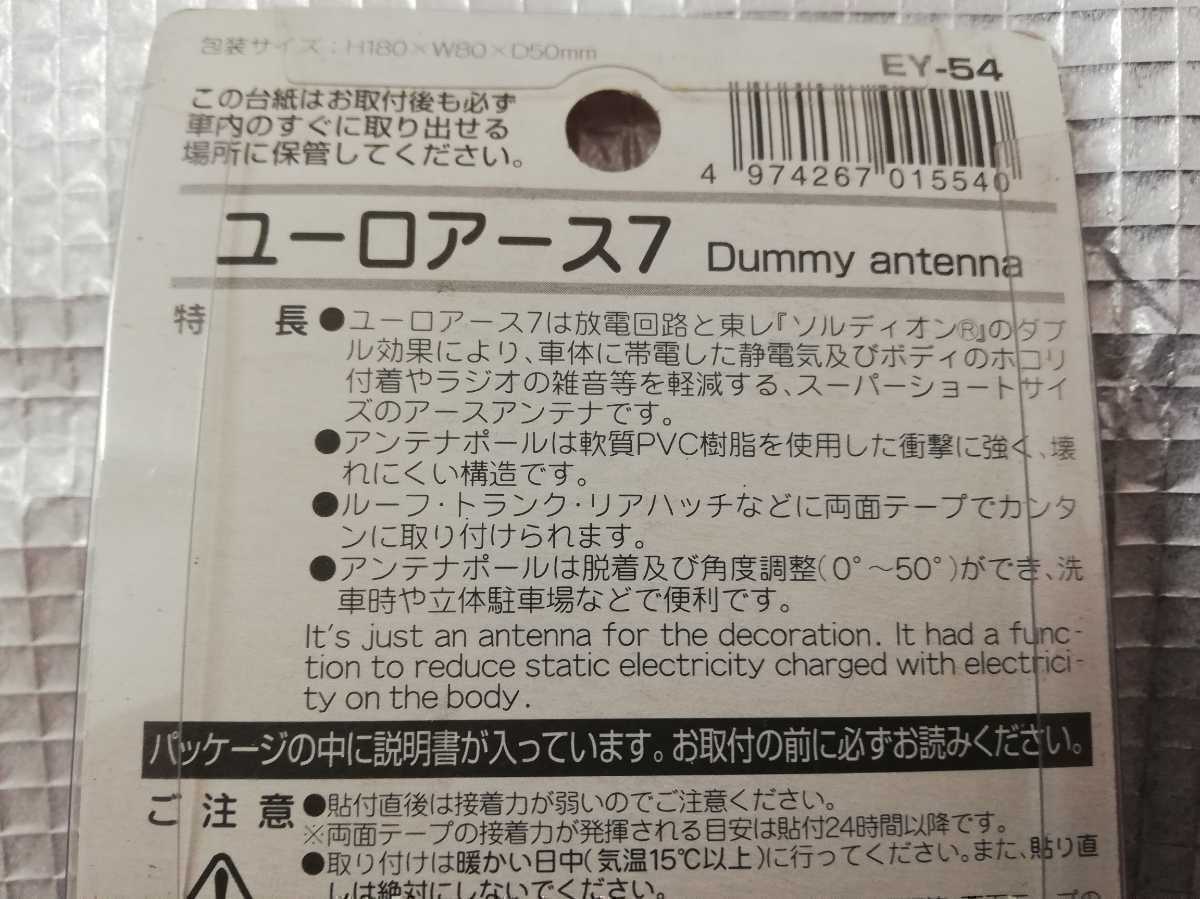 包装サイズ：H180×W80×D50mm
EY-54
この台紙はお取付後も必ず
車内のすぐに取り出せる
場所に保管してください。
4 974267 015540
ユーロアース7 Dummy antenna
特 長 ●ユーロアース7は放電回路と東レ『ソルディオン®』のダブ
ル効果により、車体に帯電した静電気及びボディのホコリ
付着やラジオの雑音等を軽減する、スーパーショートサイ
ズのアースアンテナです。
●アンテナポールは軟質PVC樹脂を使用した衝撃に強く、壊
れにくい構造です。
●ルーフ・トランク・リアハッチなどに両面テープでカンタ
ンに取り付けられます。
●アンテナポールは脱着及び角度調整(0°～50°)ができ、洗
車時や立体駐車場などで便利です。
It's just an antenna for the decoration. It had a func-
tion to reduce static electricity charged with electrici-
ty on the body.
パッケージの中に説明書が入っています。お取付の前に必ずお読みください。
ご 注 意 ●貼付直後は接着力が弱いのでご注意ください。
※両面テープの接着力が発揮される目安は貼付24時間以降です。
●取り付けは暖かい日中(気温15℃以上)に行ってください。また、貼り直
しは絶対にしないでください。